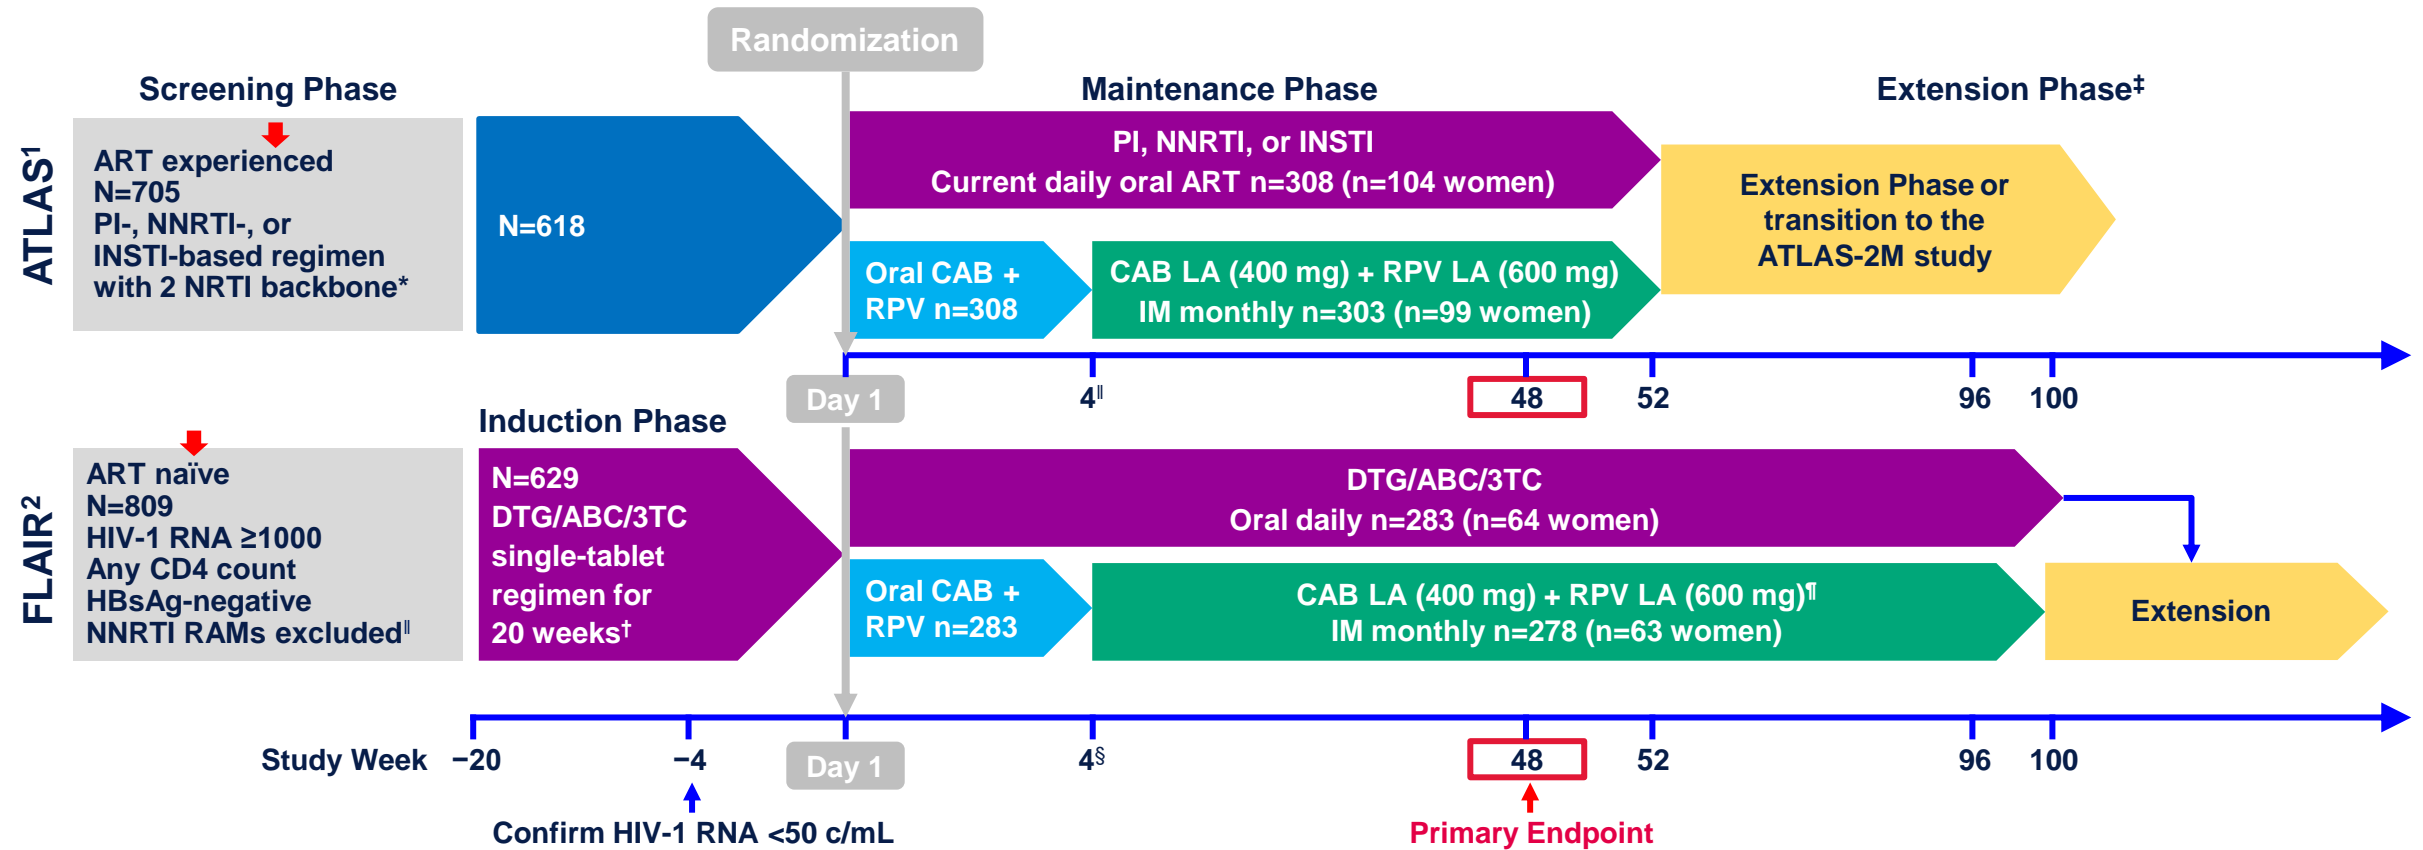 Randomization
Screening Phase
Maintenance Phase
Extension Phase‡
ATLAS¹
ART experienced
N=705
PI-, NNRTI-, or
INSTI-based regimen
with 2 NRTI backbone*
N=618
PI, NNRTI, or INSTI
Current daily oral ART n=308 (n=104 women)
Oral CAB +
RPV n=308
CAB LA (400 mg) + RPV LA (600 mg)
IM monthly n=303 (n=99 women)
Extension Phase or
transition to the
ATLAS-2M study
Day 1
4‖
48
52
96
100
Induction Phase
FLAIR²
ART naïve
N=809
HIV-1 RNA ≥1000
Any CD4 count
HBsAg-negative
NNRTI RAMs excluded‖
N=629
DTG/ABC/3TC
single-tablet
regimen for
20 weeks†
DTG/ABC/3TC
Oral daily n=283 (n=64 women)
Oral CAB +
RPV n=283
CAB LA (400 mg) + RPV LA (600 mg)¶
IM monthly n=278 (n=63 women)
Extension
Study Week
−20
−4
Day 1
4§
48
52
96
100
Confirm HIV-1 RNA <50 c/mL
Primary Endpoint